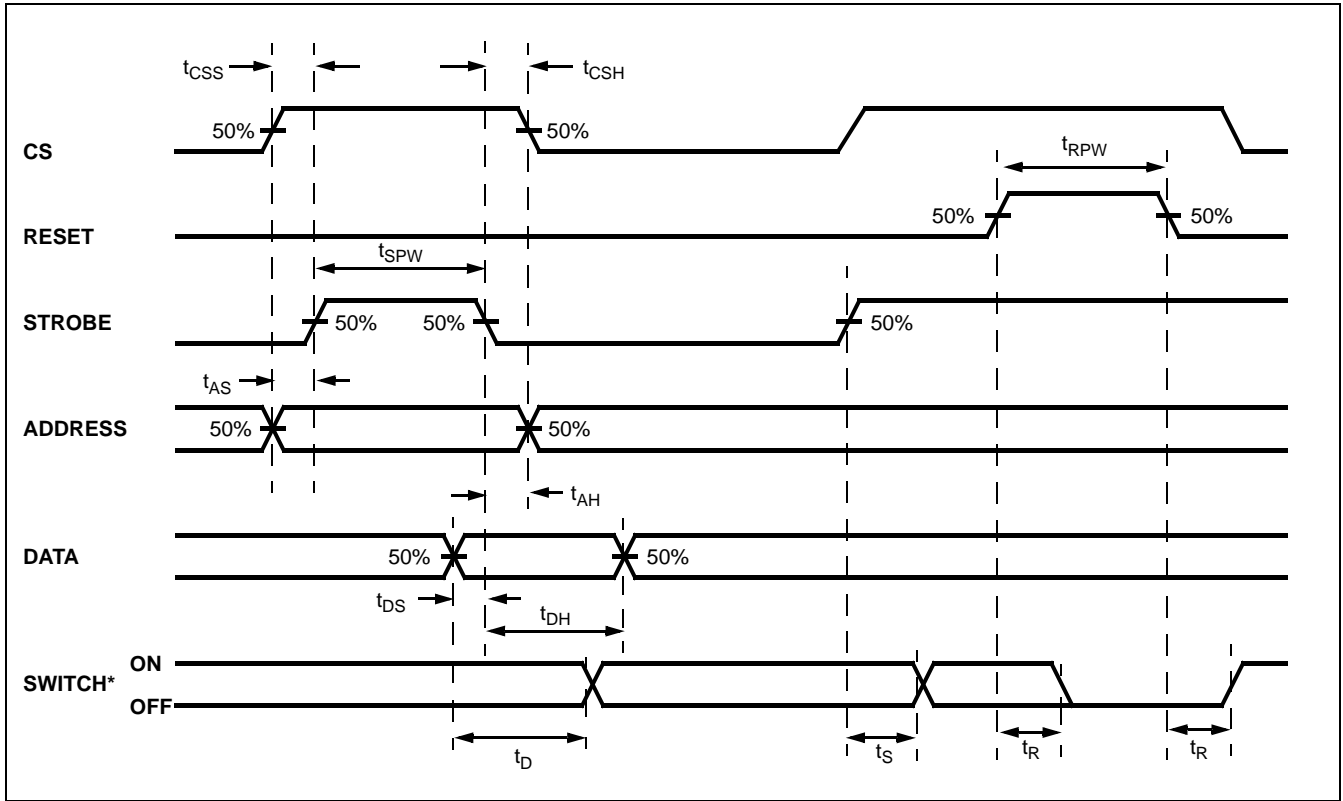 tCSS
tCSH
CS
50%
50%
tRPW
RESET
50%
50%
tSPW
STROBE
50%
50%
50%
tAS
ADDRESS
50%
50%
tAH
DATA
50%
50%
tDS
tDH
SWITCH*
ON
OFF
tD
tS
tR
tR